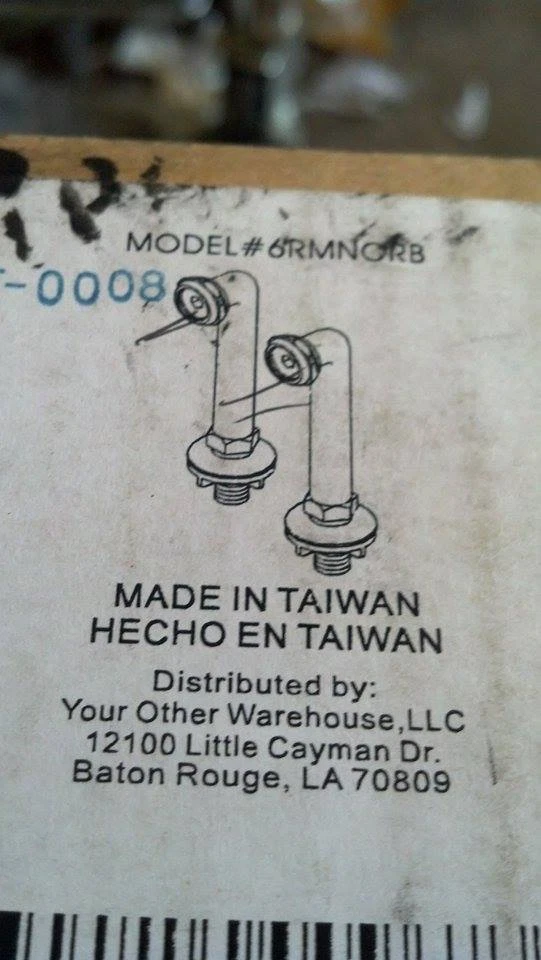 MODEL#6RMNORB
-0008
MADE IN TAIWAN
HECHO EN TAIWAN
Distributed by:
Your Other Warehouse,LLC
12100 Little Cayman Dr.
Baton Rouge, LA 70809